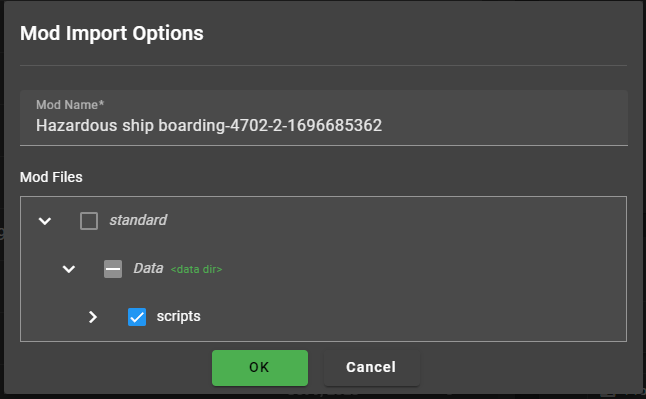 Mod Import Options
Mod Name*
Hazardous ship boarding-4702-2-1696685362
Mod Files
standard
Data <data dir>
scripts
OK Cancel